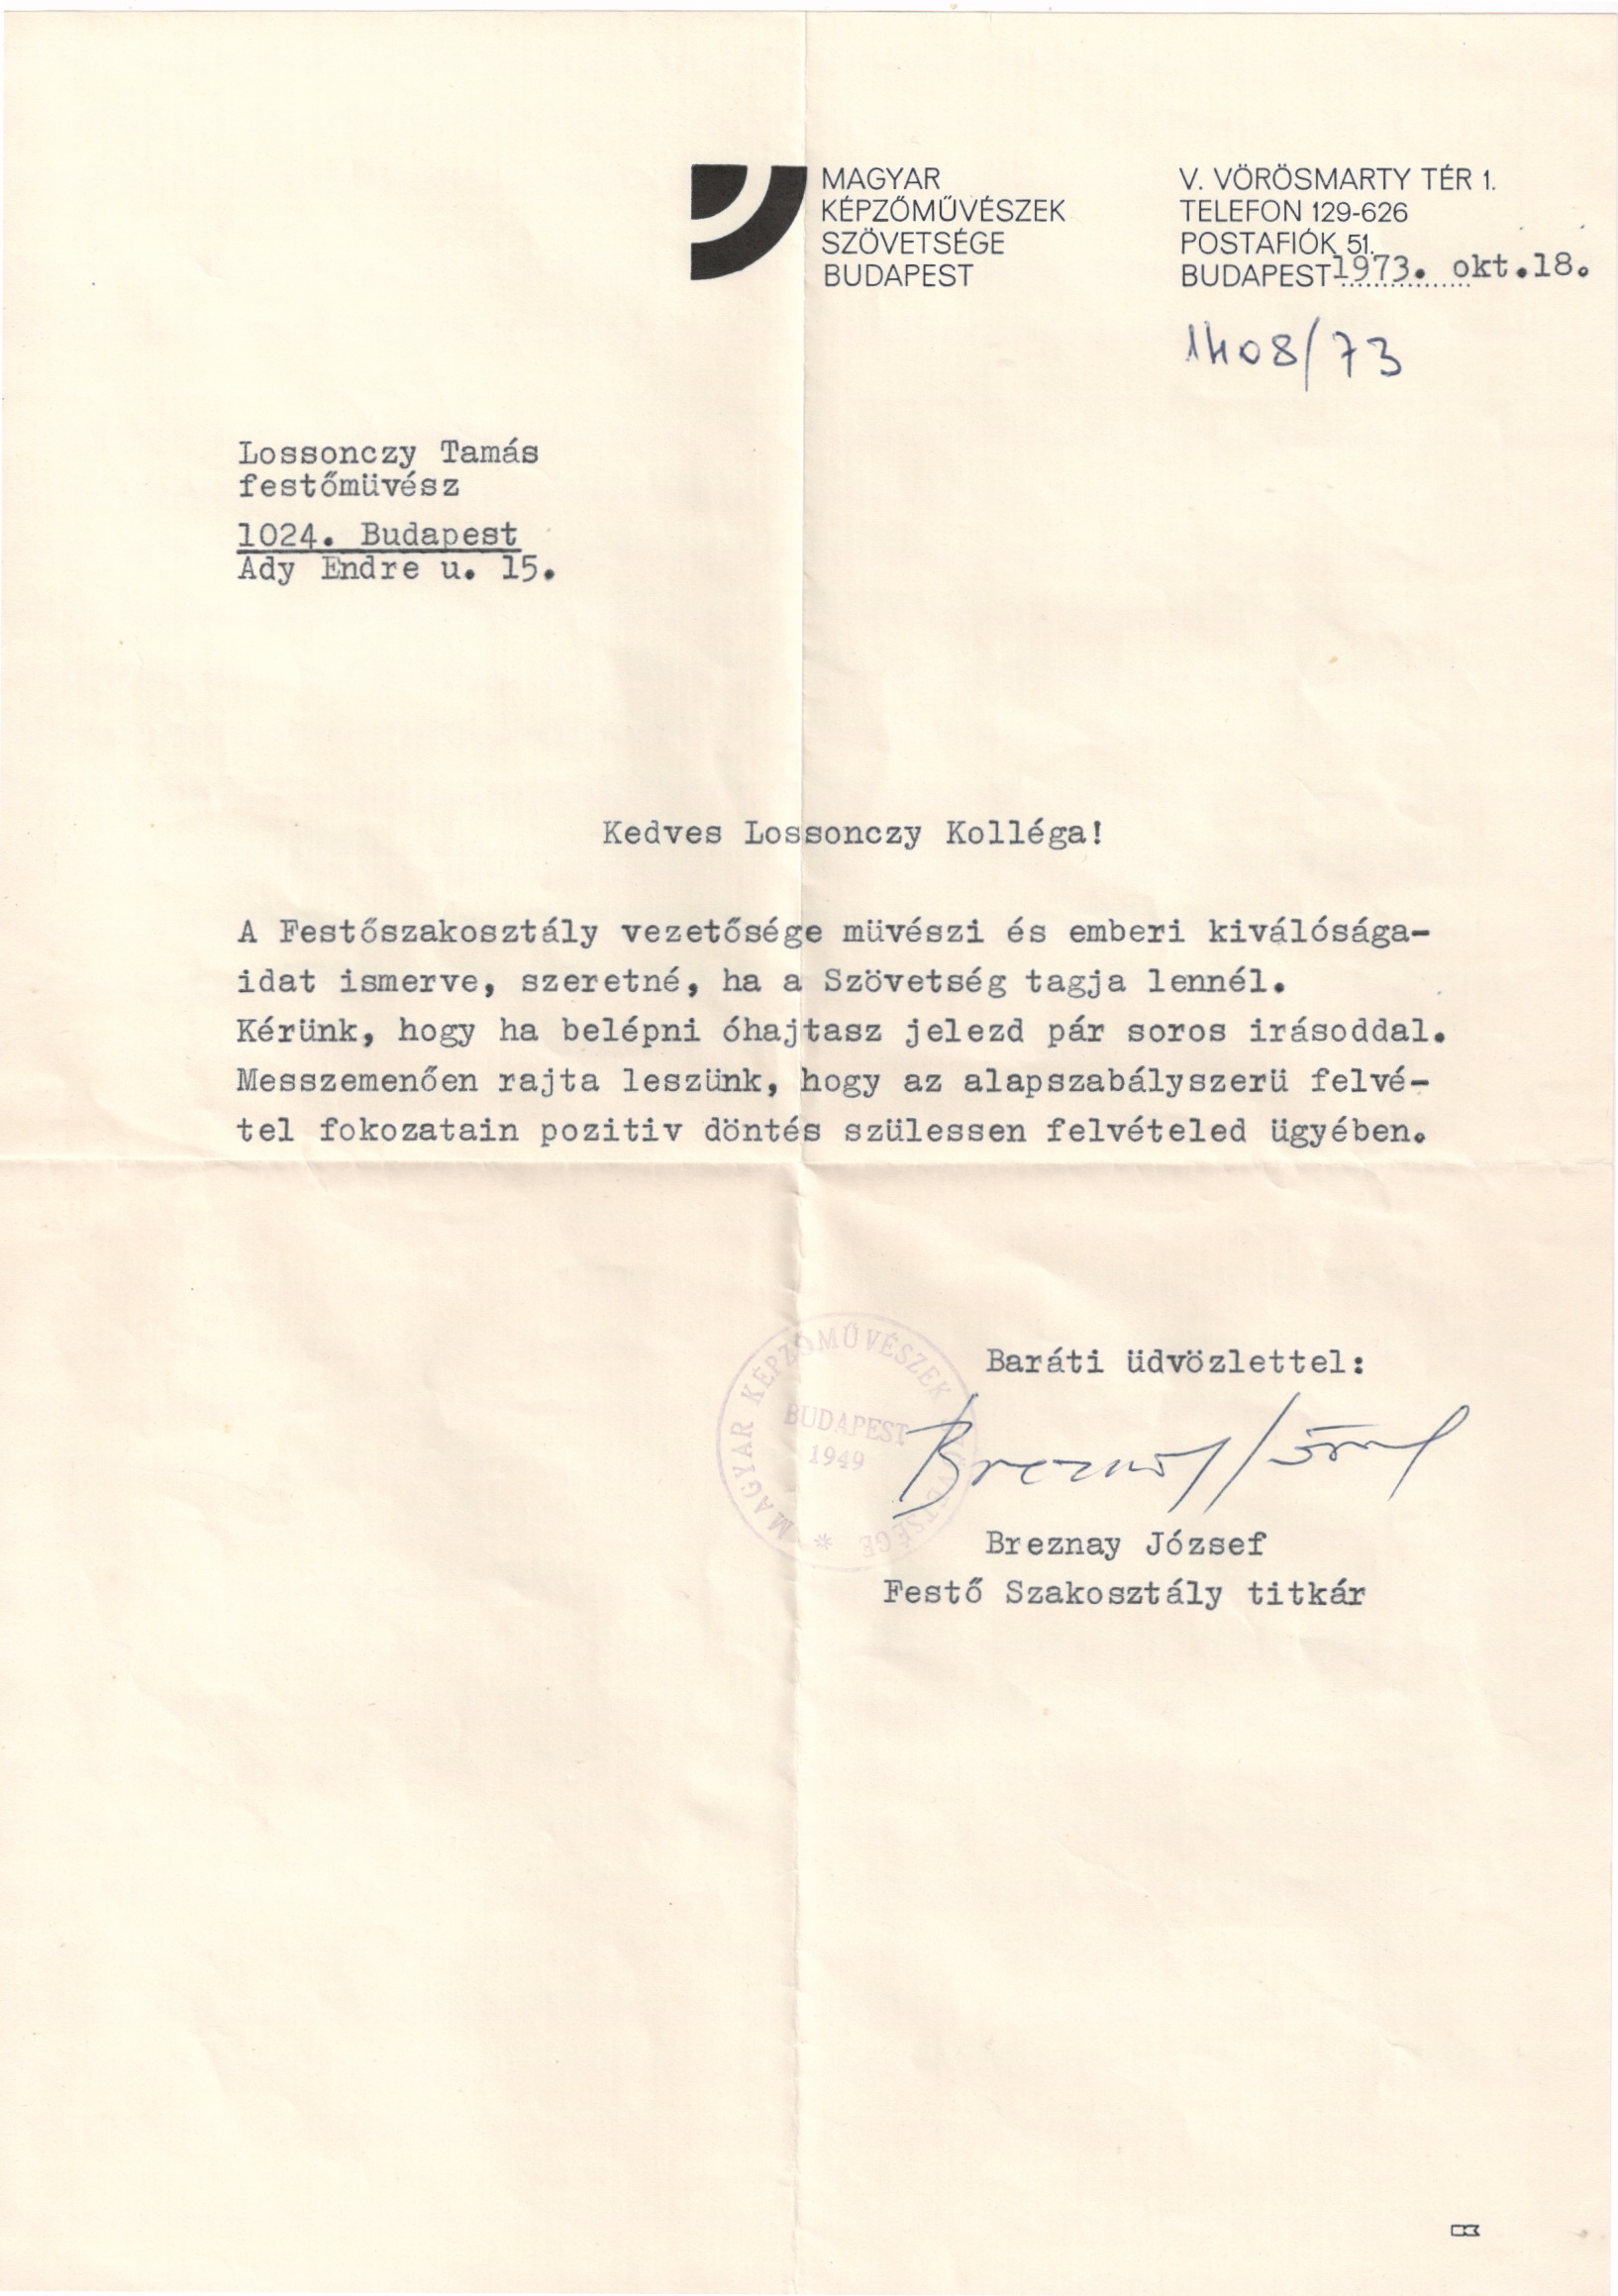 MAGYAR
KÉPZŐMŰVÉSZEK
SZÖVETSÉGE
BUDAPEST
V. VÖRÖSMARTY TÉR 1.
TELEFON 129-626
POSTAFIÓK 51.
BUDAPEST 1973. okt.18.
1408/73
Lossonczy Tamás
festőmüvész
1024. Budapest
Ady Endre u. 15.
Kedves Lossonczy Kolléga!
A Festőszakosztály vezetősége müvészi és emberi kiválósága-
idat ismerve, szeretné, ha a Szövetség tagja lennél.
Kérünk, hogy ha belépni óhajtasz jelezd pár soros irásoddal.
Messzemenően rajta leszünk, hogy az alapszabályszerü felvé-
tel fokozatain pozitiv döntés szülessen felvételed ügyében.
Baráti üdvözlettel:
MAGYAR KÉPZŐMŰVÉSZEK SZÖVETSÉGE *
BUDAPEST
1949
Breznay József
Breznay József
Festő Szakosztály titkár